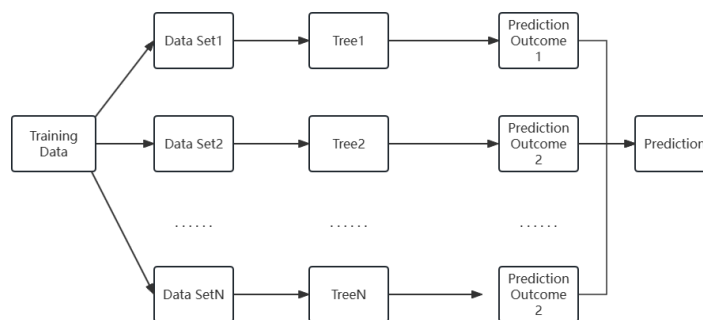 Data Set1
Tree1
Prediction
Outcome
1
Training
Data
Data Set2
Tree2
Prediction
Outcome
2
Prediction
......
......
......
Data SetN
TreeN
Prediction
Outcome
2